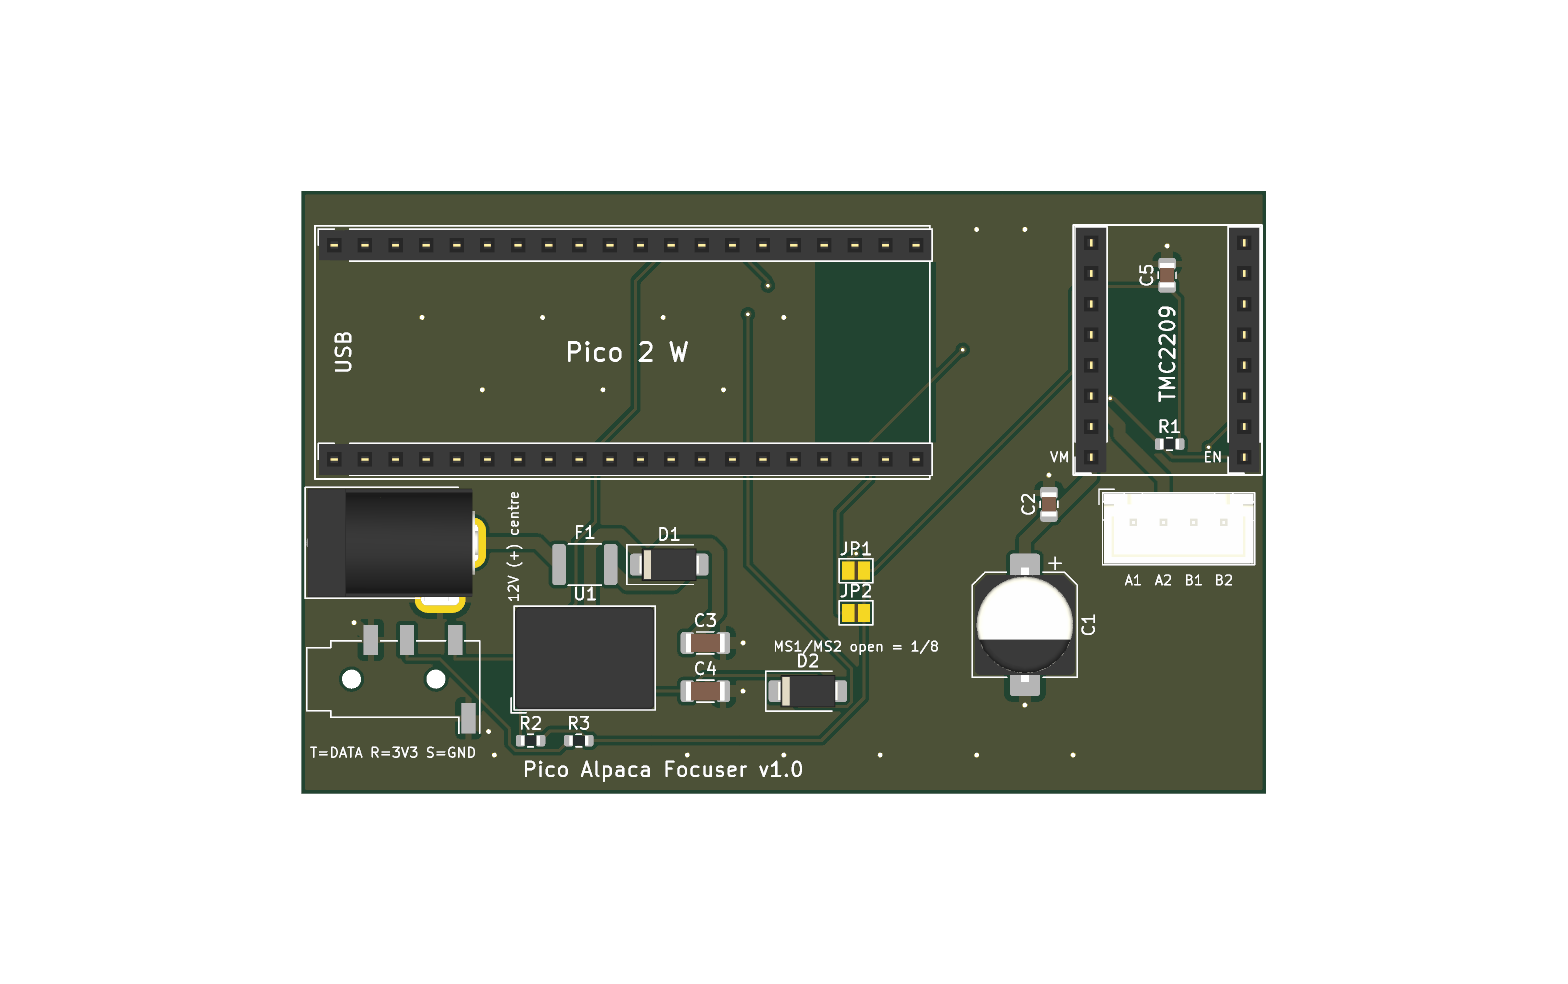 C5
USB
Pico 2 W
TMC2209
R1
VM
EN
C2
12V (+) centre
F1
D1
JP1
+
A1 A2 B1 B2
U1
JP2
C3
C1
MS1/MS2 open = 1/8
C4
D2
R2
R3
T=DATA R=3V3 S=GND
Pico Alpaca Focuser v1.0